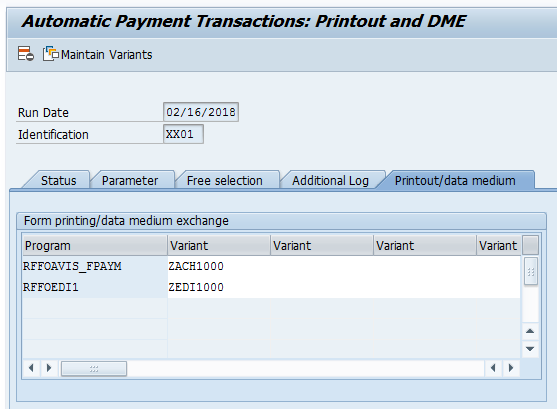 Automatic Payment Transactions: Printout and DME
Maintain Variants
Run Date 02/16/2018
Identification XX01
Status Parameter Free selection Additional Log Printout/data medium
Form printing/data medium exchange
Program Variant Variant Variant Variant
RFFOAVIS_FPAYM ZACH1000
RFFOEDI1 ZEDI1000